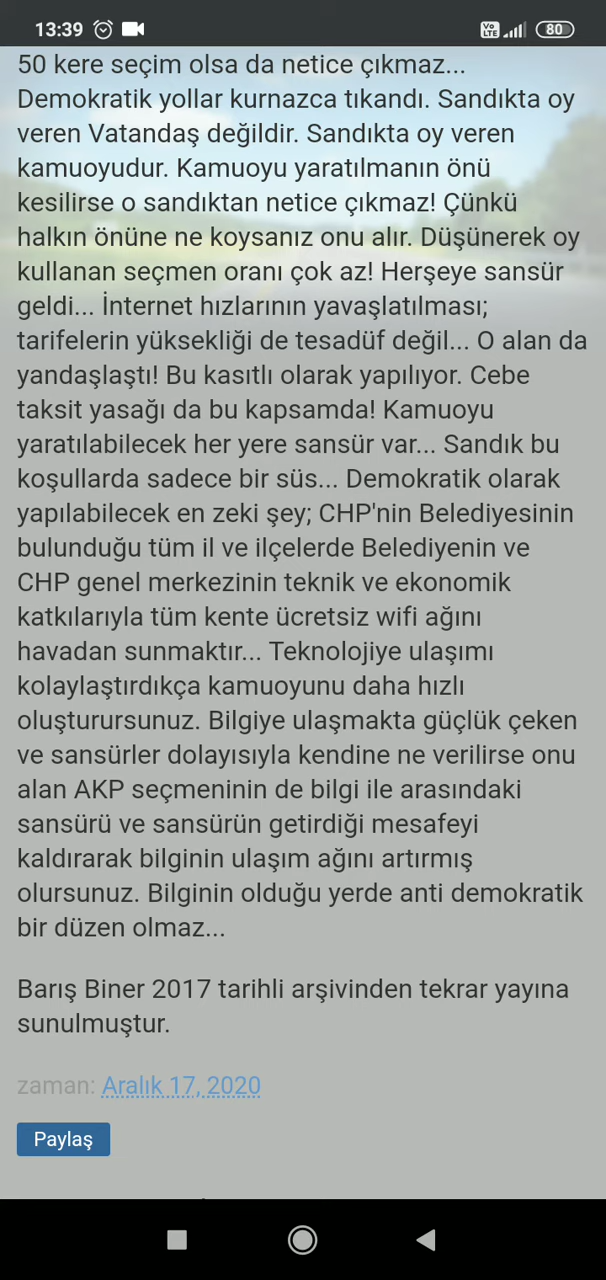 13:39
Vo LTE
80
50 kere seçim olsa da netice çıkmaz...
Demokratik yollar kurnazca tıkandı. Sandıkta oy
veren Vatandaş değildir. Sandıkta oy veren
kamuoyudur. Kamuoyu yaratılmanın önü
kesilirse o sandıktan netice çıkmaz! Çünkü
halkın önüne ne koysanız onu alır. Düşünerek oy
kullanan seçmen oranı çok az! Herşeye sansür
geldi... İnternet hızlarının yavaşlatılması;
tarifelerin yüksekliği de tesadüf değil... O alan da
yandaşlaştı! Bu kasıtlı olarak yapılıyor. Cebe
taksit yasağı da bu kapsamda! Kamuoyu
yaratılabilecek her yere sansür var... Sandık bu
koşullarda sadece bir süs... Demokratik olarak
yapılabilecek en zeki şey; CHP'nin Belediyesinin
bulunduğu tüm il ve ilçelerde Belediyenin ve
CHP genel merkezinin teknik ve ekonomik
katkılarıyla tüm kente ücretsiz wifi ağını
havadan sunmaktır... Teknolojiye ulaşımı
kolaylaştırdıkça kamuoyunu daha hızlı
oluşturursunuz. Bilgiye ulaşmakta güçlük çeken
ve sansürler dolayısıyla kendine ne verilirse onu
alan AKP seçmeninin de bilgi ile arasındaki
sansürü ve sansürün getirdiği mesafeyi
kaldırarak bilginin ulaşım ağını artırmış
olursunuz. Bilginin olduğu yerde anti demokratik
bir düzen olmaz...
Barış Biner 2017 tarihli arşivinden tekrar yayına
sunulmuştur.
zaman: Aralık 17, 2020
Paylaş